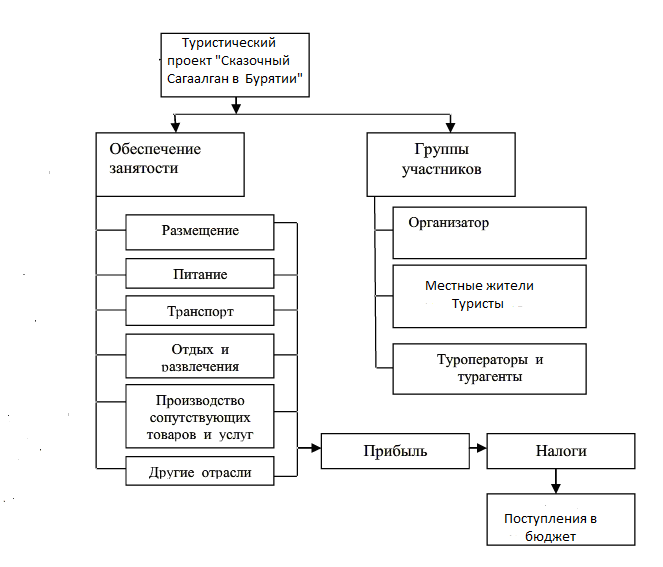 Туристический
проект "Сказочный
Сагаалган в Бурятии"
Обеспечение
занятости
Группы
участников
Размещение
Питание
Транспорт
Отдых и
развлечения
Производство
сопутствующих
товаров и услуг
Другие отрасли
Организатор
Местные жители
Туристы
Туроператоры и
турагенты
Прибыль
Налоги
Поступления в
бюджет